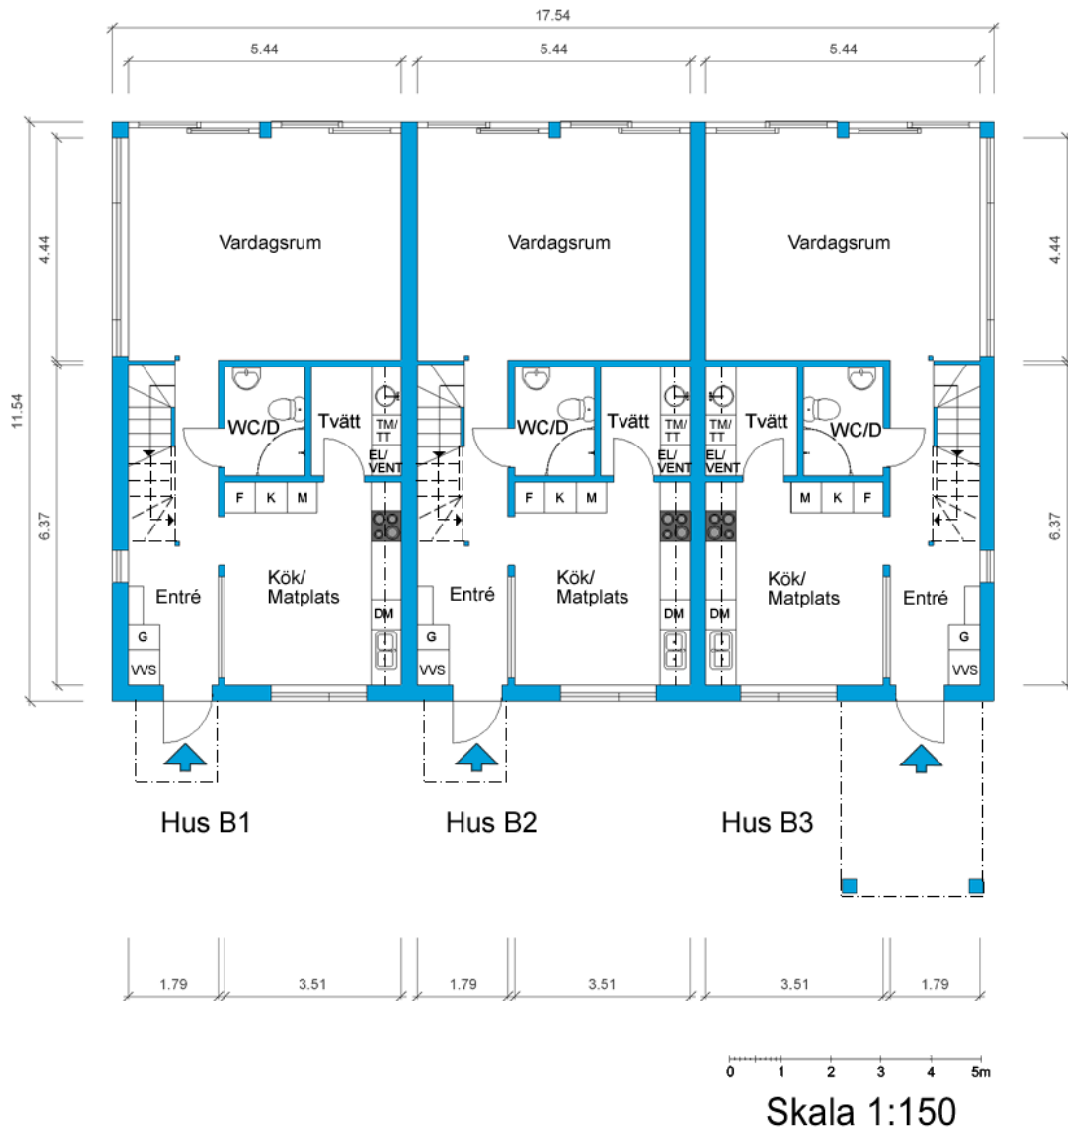 17.54
5.44 5.44 5.44
4.44 4.44
Vardagsrum Vardagsrum Vardagsrum
11.54
WC/D Tvätt TM/ WC/D Tvätt TM/ TM/ Tvätt WC/D
TT TT TT
EL/ EL/ EL/
VENT VENT VENT
F K M F K M M K F
6.37 6.37
Kök/ Kök/ Kök/
Entré Matplats Entré Matplats Matplats Entré
DM DM DM
G G G
VVS VVS VVS
Hus B1 Hus B2 Hus B3
1.79 3.51 1.79 3.51 3.51 1.79
0 1 2 3 4 5m
Skala 1:150